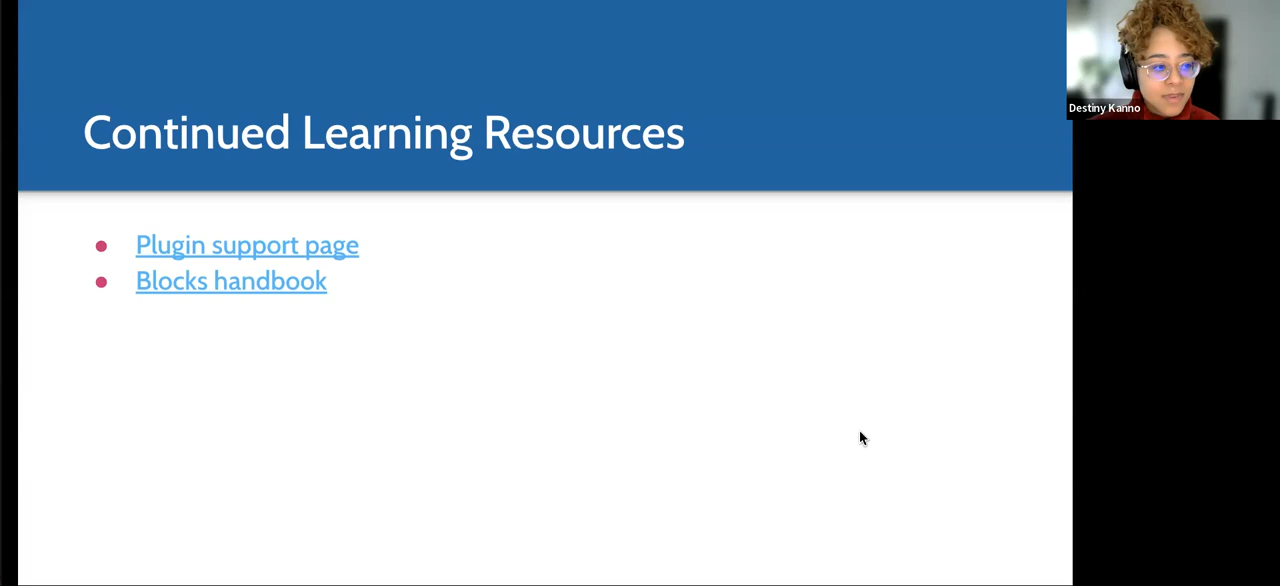 Continued Learning Resources
Destiny Kanno
Plugin support page
Blocks handbook